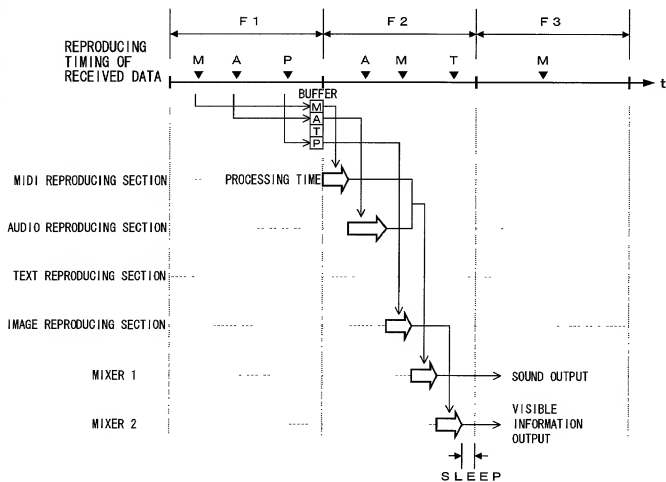 F1 F2 F3
REPRODUCING
TIMING OF
RECEIVED DATA
M A P A M T M
t
BUFFER
M
A
T
P
MIDI REPRODUCING SECTION
PROCESSING TIME
AUDIO REPRODUCING SECTION
TEXT REPRODUCING SECTION
IMAGE REPRODUCING SECTION
MIXER 1
SOUND OUTPUT
MIXER 2
VISIBLE
INFORMATION
OUTPUT
SLEEP